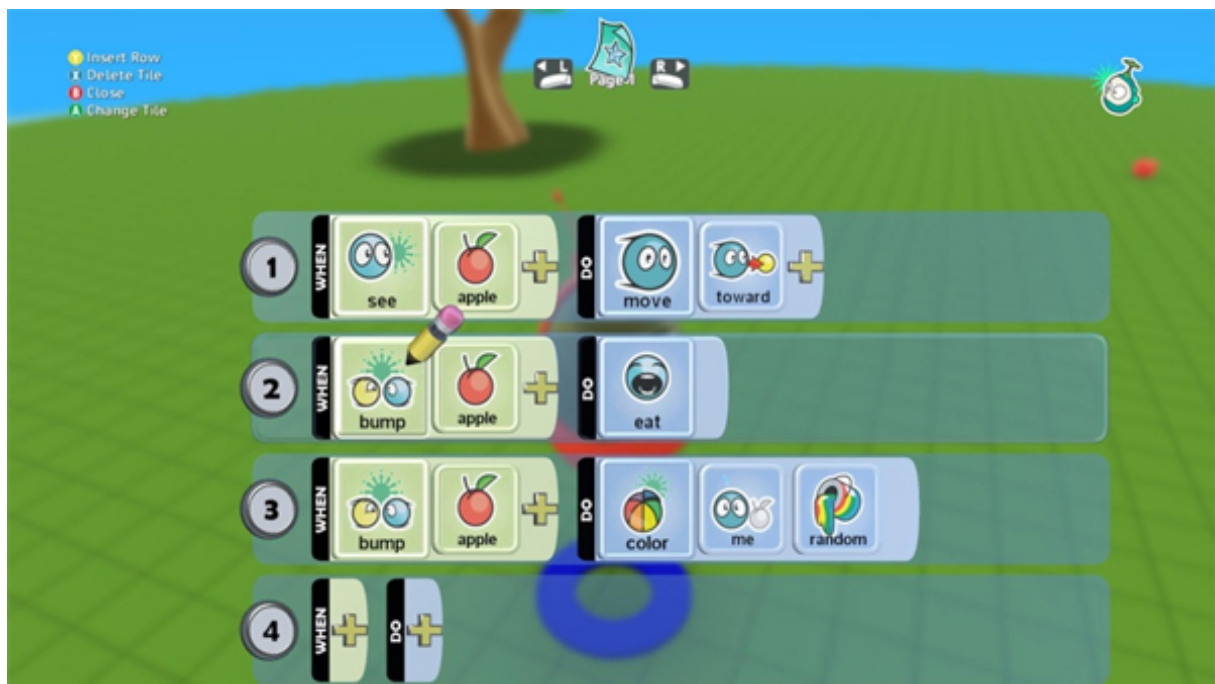 Y Insert Row
X Delete Tile
B Close
A Change Tile
L
Page 1
R
1 WHEN see apple DO move toward
2 WHEN bump apple DO eat
3 WHEN bump apple DO color me random
4 WHEN DO